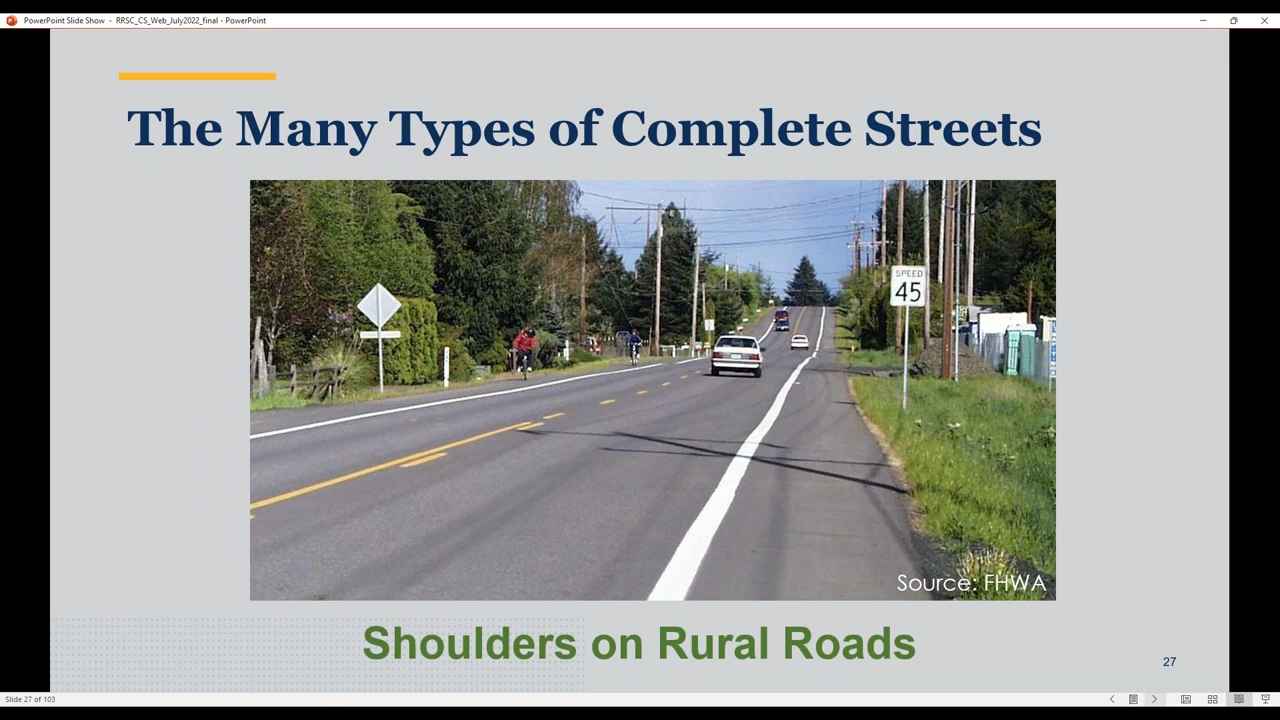 PowerPoint Slide Show - RRSC_CS_Web_July2022_final - PowerPoint
The Many Types of Complete Streets
SPEED
45
Source: FHWA
Shoulders on Rural Roads
27
Slide 27 of 103